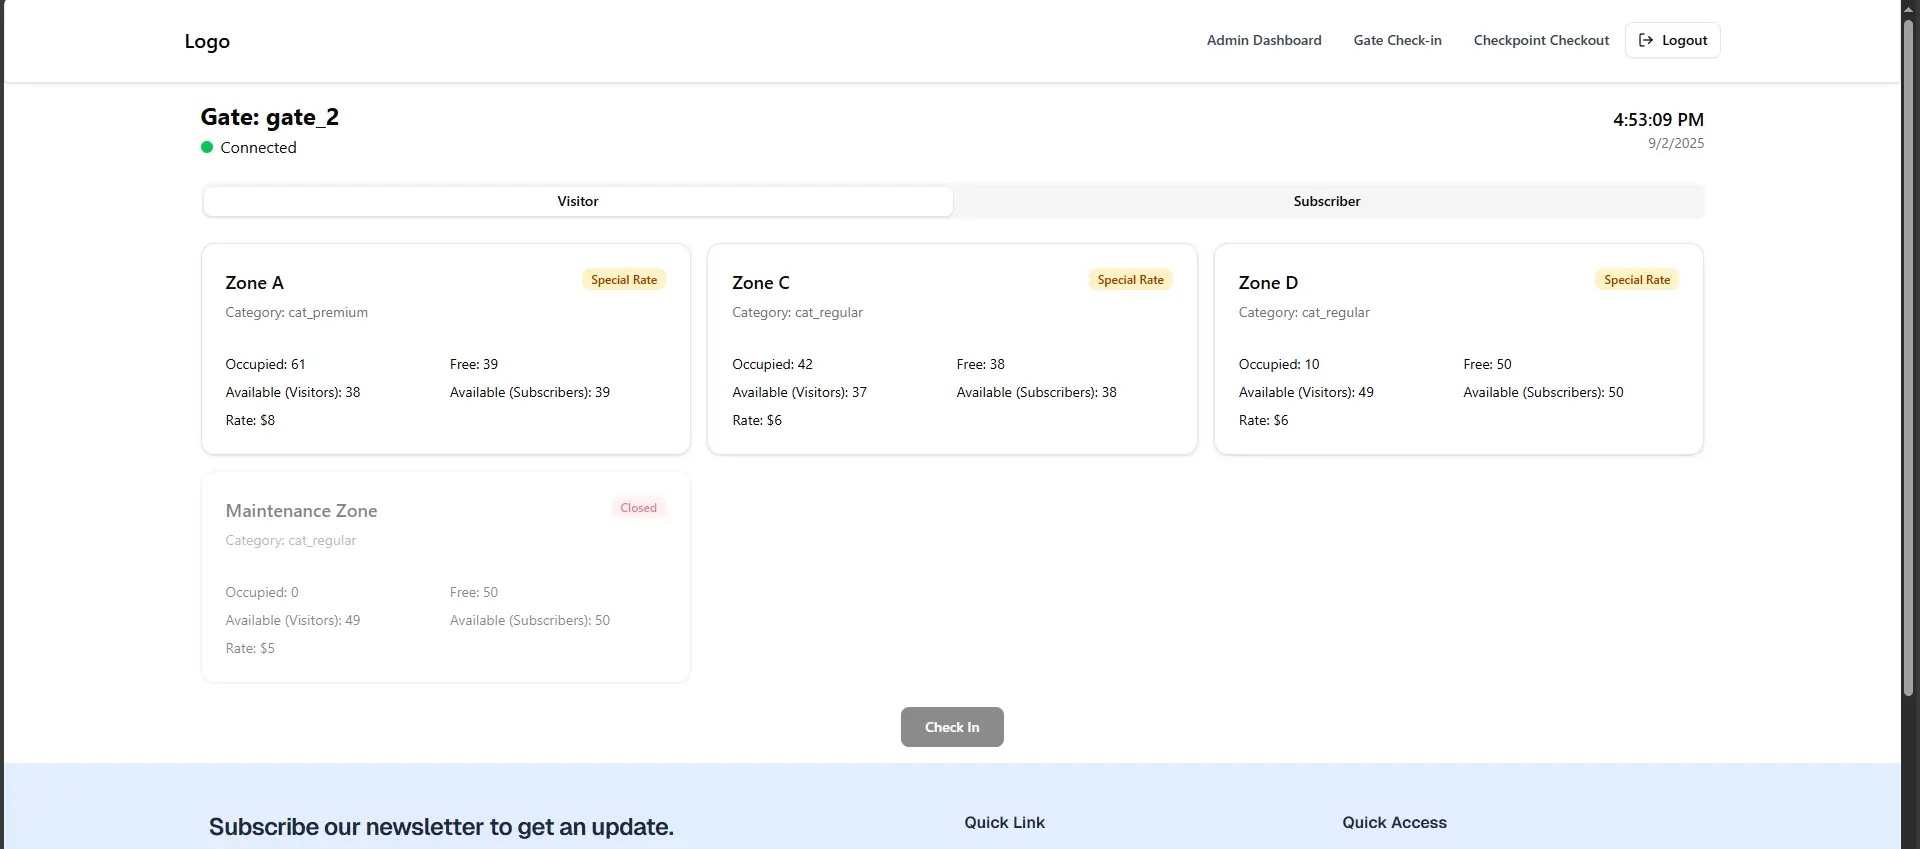 Logo
Admin Dashboard
Gate Check-in
Checkpoint Checkout
Logout
Gate: gate_2
Connected
4:53:09 PM
9/2/2025
Visitor
Subscriber
Zone A
Special Rate
Category: cat_premium
Occupied: 61
Free: 39
Available (Visitors): 38
Available (Subscribers): 39
Rate: $8
Zone C
Special Rate
Category: cat_regular
Occupied: 42
Free: 38
Available (Visitors): 37
Available (Subscribers): 38
Rate: $6
Zone D
Special Rate
Category: cat_regular
Occupied: 10
Free: 50
Available (Visitors): 49
Available (Subscribers): 50
Rate: $6
Maintenance Zone
Closed
Category: cat_regular
Occupied: 0
Free: 50
Available (Visitors): 49
Available (Subscribers): 50
Rate: $5
Check In
Subscribe our newsletter to get an update.
Quick Link
Quick Access